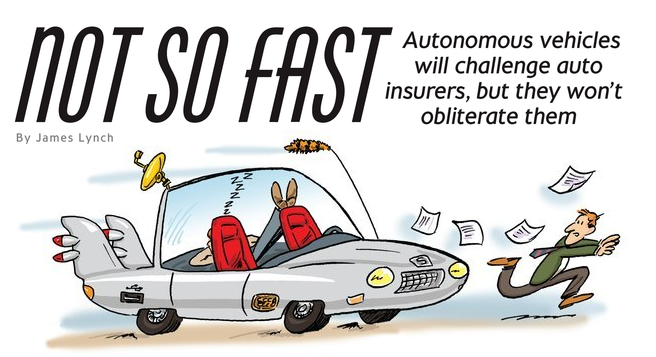 NOT SO FAST
Autonomous vehicles
will challenge auto
insurers, but they won't
obliterate them
By James Lynch
z z z z z z